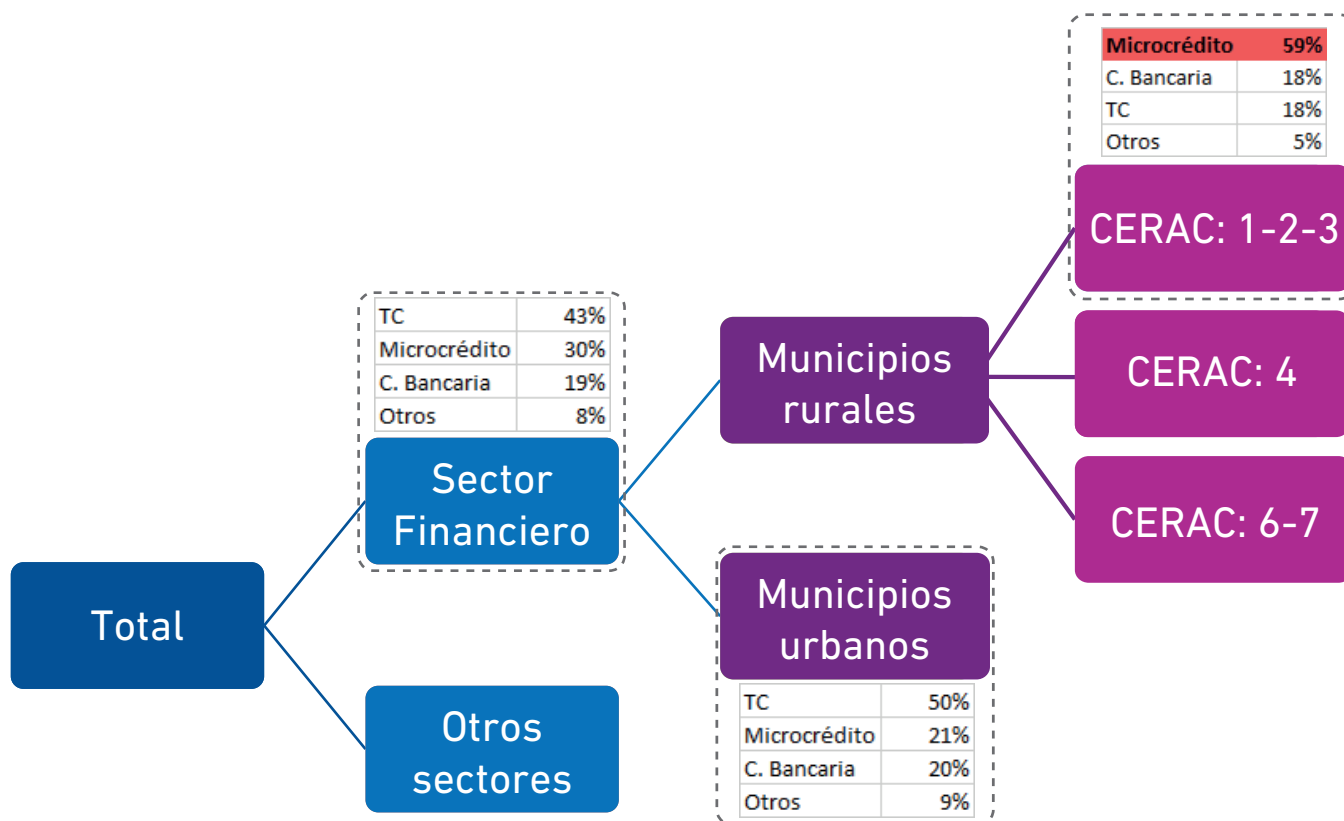 Microcrédito 59%
C. Bancaria 18%
TC 18%
Otros 5%
CERAC: 1-2-3
TC 43%
Microcrédito 30%
C. Bancaria 19%
Otros 8%
Sector
Financiero
Municipios
rurales
CERAC: 4
CERAC: 6-7
Total
Municipios
urbanos
TC 50%
Microcrédito 21%
C. Bancaria 20%
Otros 9%
Otros
sectores